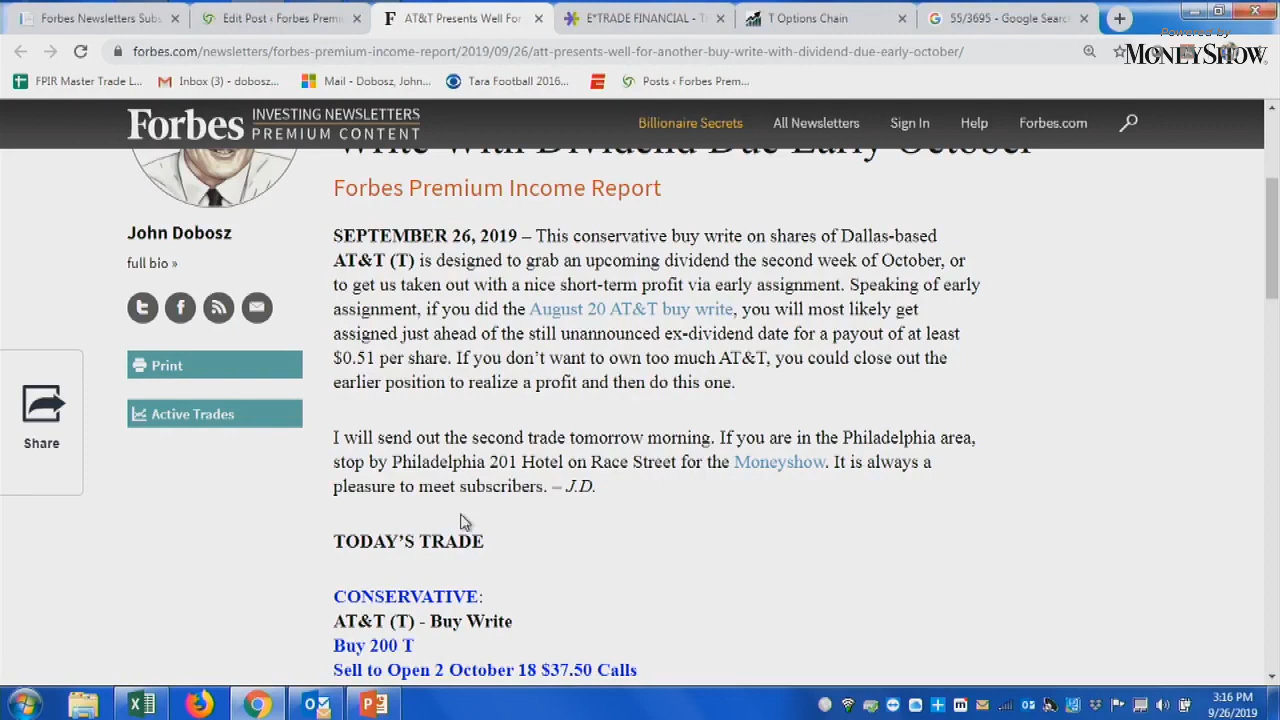 Forbes Newsletters Subs
Edit Post ‹ Forbes Premi
AT&T Presents Well For
E*TRADE FINANCIAL - T
T Options Chain
55/3695 - Google Searc
Powered by
MONEYSHOW
forbes.com/newsletters/forbes-premium-income-report/2019/09/26/att-presents-well-for-another-buy-write-with-dividend-due-early-october/
FPIR Master Trade L...
Inbox (3) - dobosz...
Mail - Dobosz, John...
Tara Football 2016...
Posts ‹ Forbes Prem...
Forbes
INVESTING NEWSLETTERS
PREMIUM CONTENT
Billionaire Secrets
All Newsletters
Sign In
Help
Forbes.com
Write With Dividend Due Early October
Forbes Premium Income Report
John Dobosz
full bio »
Print
Active Trades
Share
SEPTEMBER 26, 2019 – This conservative buy write on shares of Dallas-based
AT&T (T) is designed to grab an upcoming dividend the second week of October, or
to get us taken out with a nice short-term profit via early assignment. Speaking of early
assignment, if you did the August 20 AT&T buy write, you will most likely get
assigned just ahead of the still unannounced ex-dividend date for a payout of at least
$0.51 per share. If you don't want to own too much AT&T, you could close out the
earlier position to realize a profit and then do this one.
I will send out the second trade tomorrow morning. If you are in the Philadelphia area,
stop by Philadelphia 201 Hotel on Race Street for the Moneyshow. It is always a
pleasure to meet subscribers. – J.D.
TODAY'S TRADE
CONSERVATIVE:
AT&T (T) - Buy Write
Buy 200 T
Sell to Open 2 October 18 $37.50 Calls
3:16 PM
9/26/2019